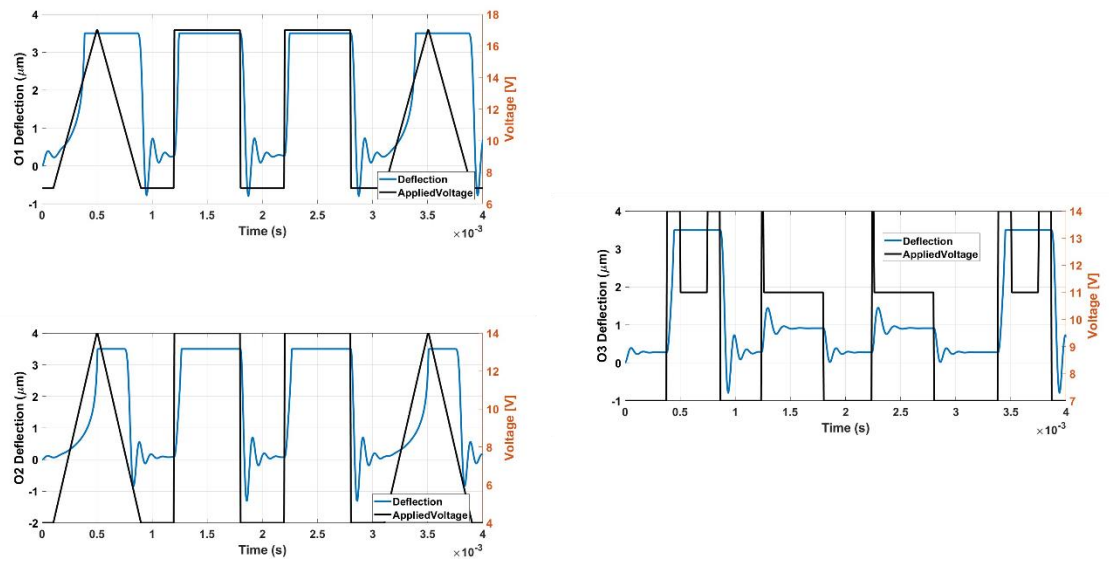 O1 Deflection (μm)
4
3
2
1
0
-1
18
16
14
12
10
8
6
Voltage [V]
Deflection
AppliedVoltage
0 0.5 1 1.5 2 2.5 3 3.5 4
Time (s)
×10⁻³
O2 Deflection (μm)
4
3
2
1
0
-1
-2
14
12
10
8
6
4
Voltage [V]
Deflection
AppliedVoltage
0 0.5 1 1.5 2 2.5 3 3.5 4
Time (s)
×10⁻³
O3 Deflection (μm)
4
3
2
1
0
-1
14
13
12
11
10
9
8
7
Voltage [V]
Deflection
AppliedVoltage
0 0.5 1 1.5 2 2.5 3 3.5 4
Time (s)
×10⁻³